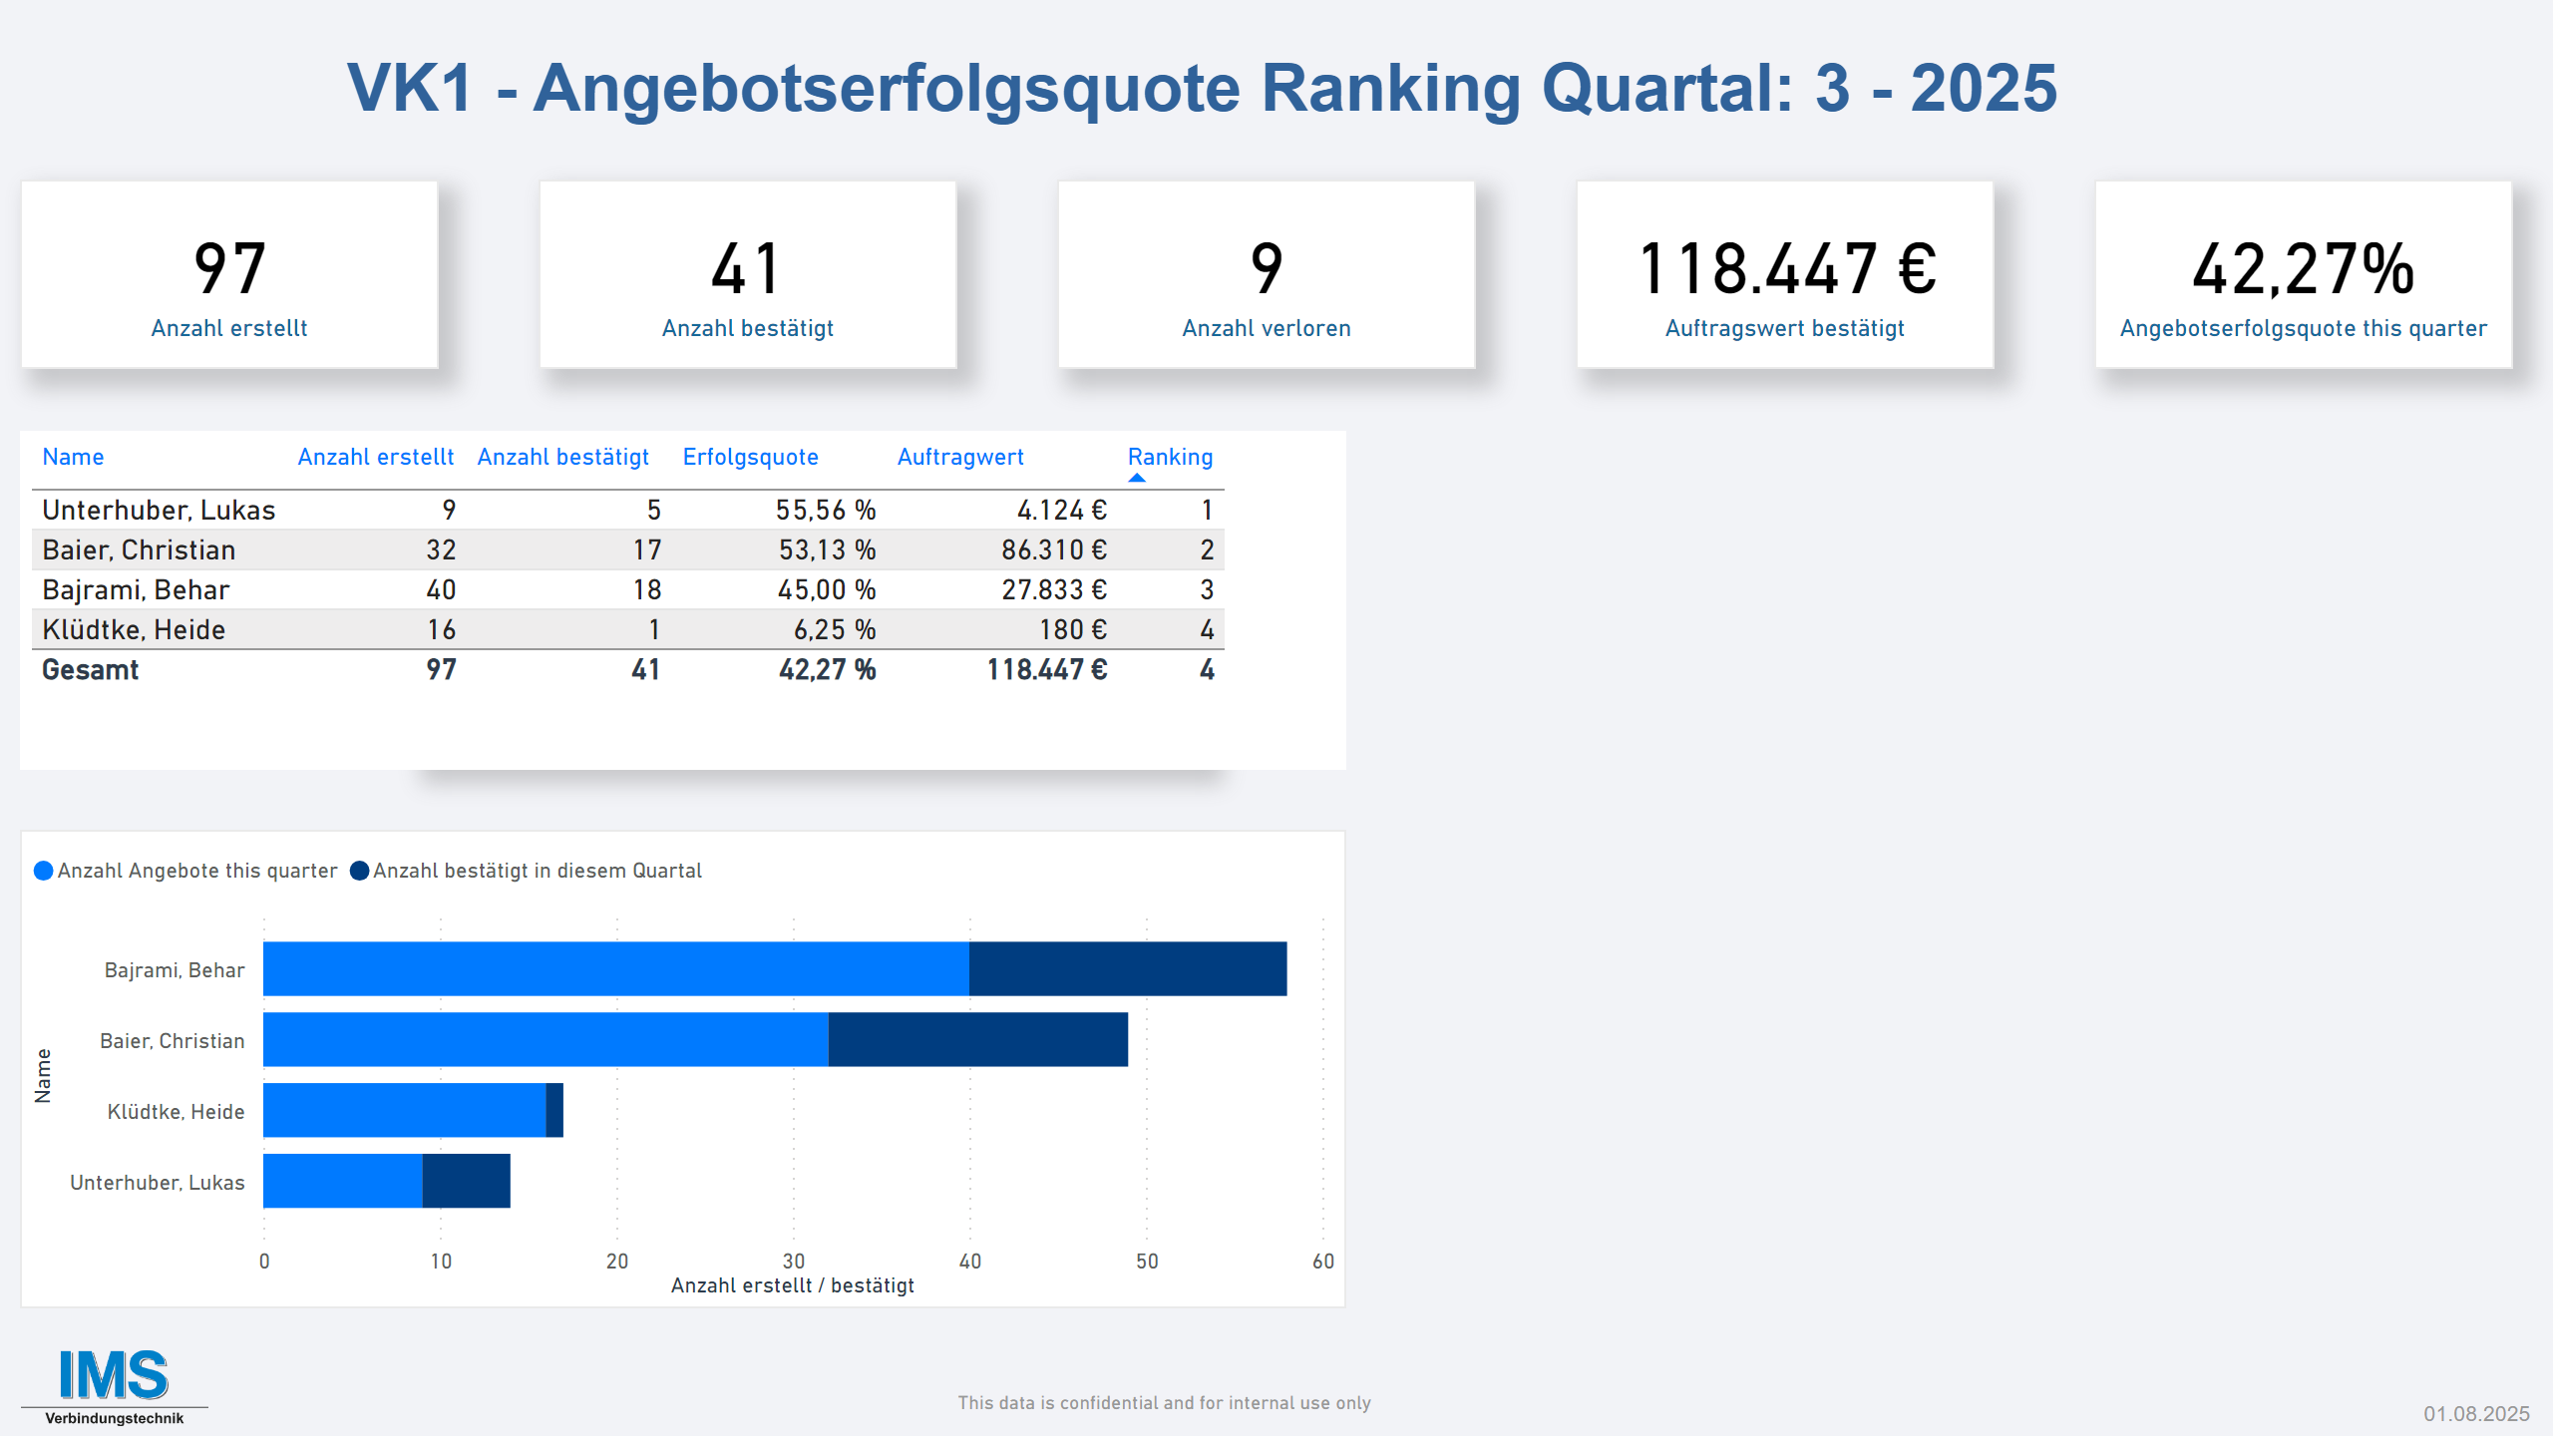 VK1 - Angebotserfolgsquote Ranking Quartal: 3 - 2025
97
Anzahl erstellt
41
Anzahl bestätigt
9
Anzahl verloren
118.447 €
Auftragswert bestätigt
42,27%
Angebotserfolgsquote this quarter
Name Anzahl erstellt Anzahl bestätigt Erfolgsquote Auftragwert Ranking
Unterhuber, Lukas 9 5 55,56 % 4.124 € 1
Baier, Christian 32 17 53,13 % 86.310 € 2
Bajrami, Behar 40 18 45,00 % 27.833 € 3
Klüdtke, Heide 16 1 6,25 % 180 € 4
Gesamt 97 41 42,27 % 118.447 € 4
Anzahl Angebote this quarter Anzahl bestätigt in diesem Quartal
Name
Bajrami, Behar
Baier, Christian
Klüdtke, Heide
Unterhuber, Lukas
0 10 20 30 40 50 60
Anzahl erstellt / bestätigt
IMS
Verbindungstechnik
This data is confidential and for internal use only
01.08.2025